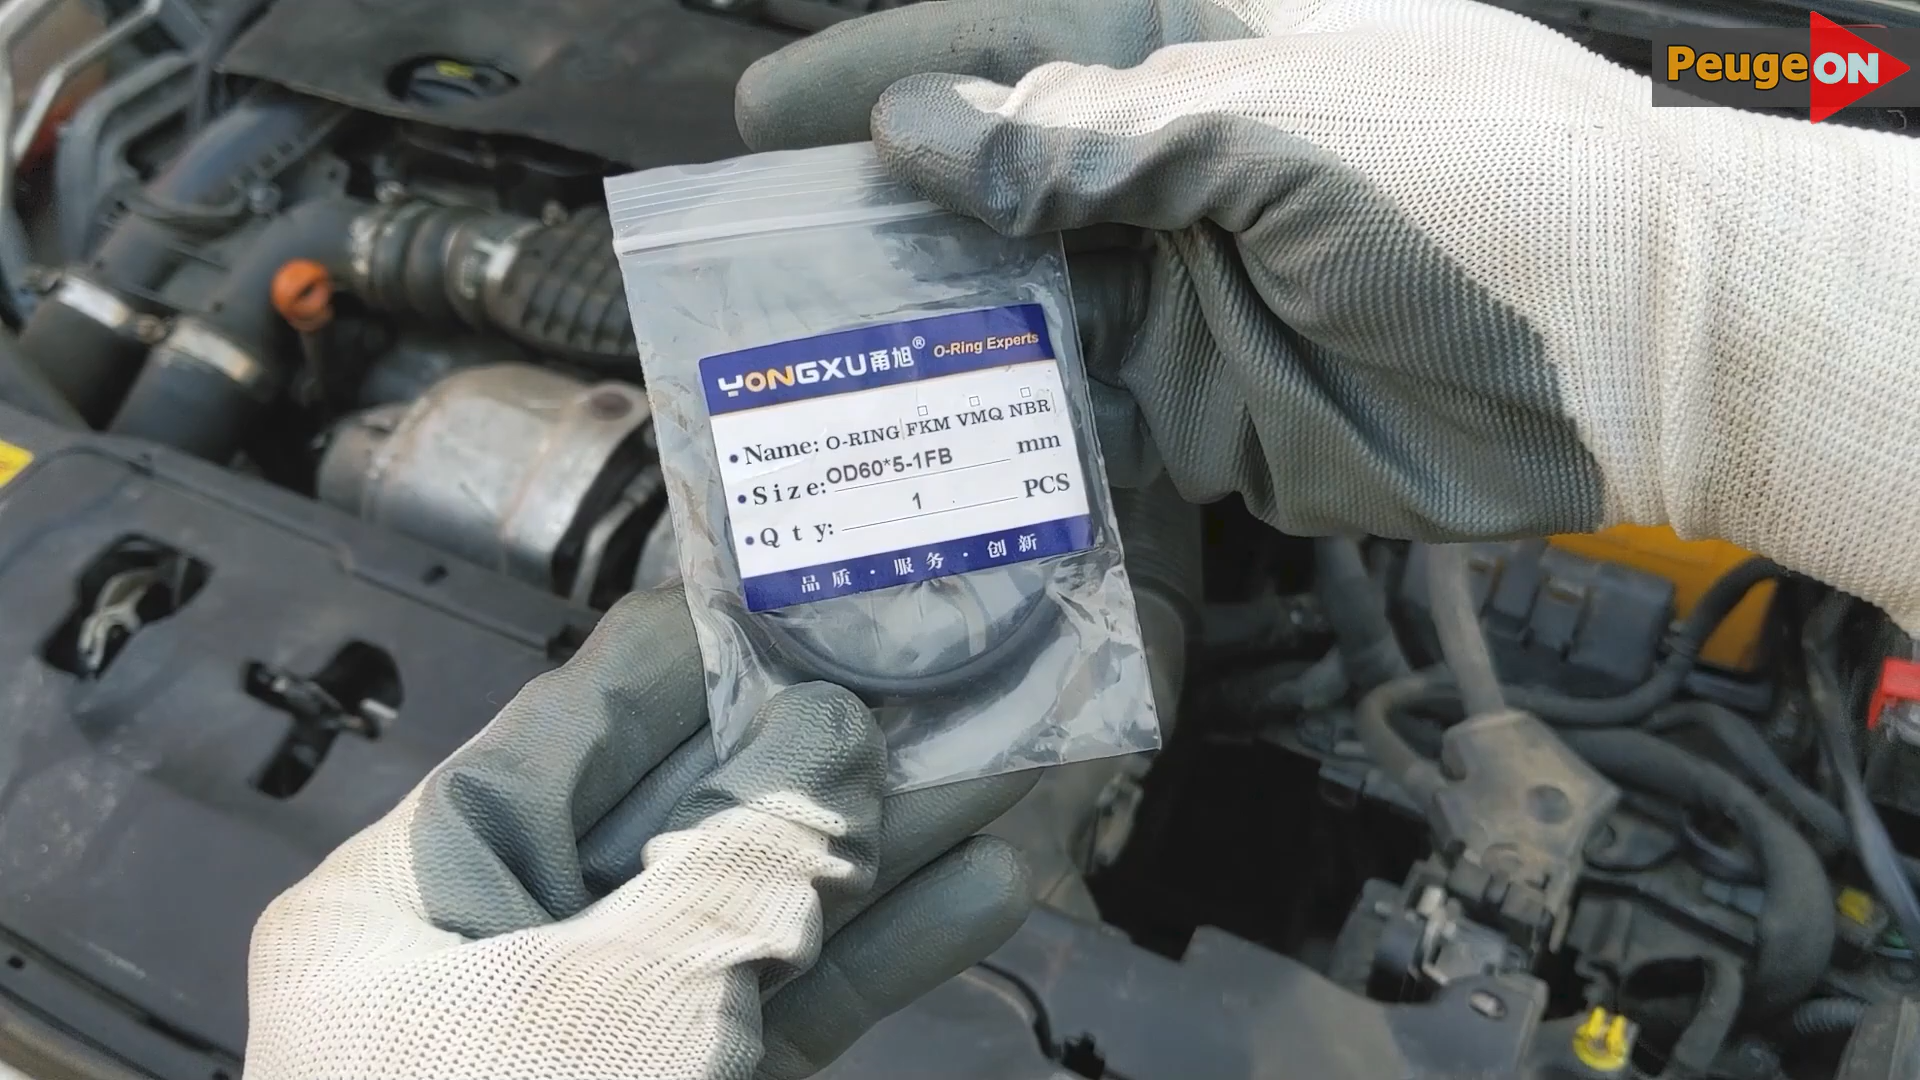 PeugeON
YONGXU甬旭® O-Ring Experts
•Name: O-RING FKM VMQ NBR
•Size: OD60*5-1FB mm
•Qty: 1 PCS
品质·服务·创新